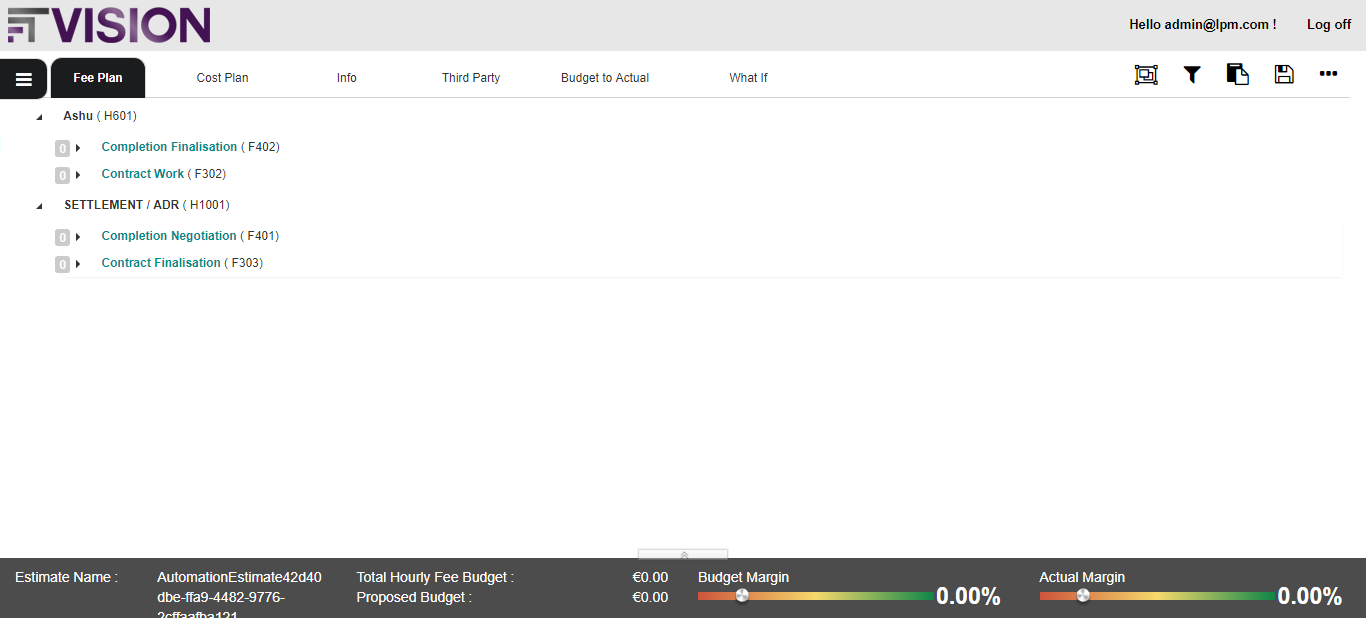 VISION
Hello admin@lpm.com !
Log off
Fee Plan
Cost Plan
Info
Third Party
Budget to Actual
What If
Ashu ( H601)
0 Completion Finalisation ( F402)
0 Contract Work ( F302)
SETTLEMENT / ADR ( H1001)
0 Completion Negotiation ( F401)
0 Contract Finalisation ( F303)
Estimate Name :
AutomationEstimate42d40
dbe-ffa9-4482-9776-
2cffaafba121
Total Hourly Fee Budget : €0.00
Proposed Budget : €0.00
Budget Margin
0.00%
Actual Margin
0.00%